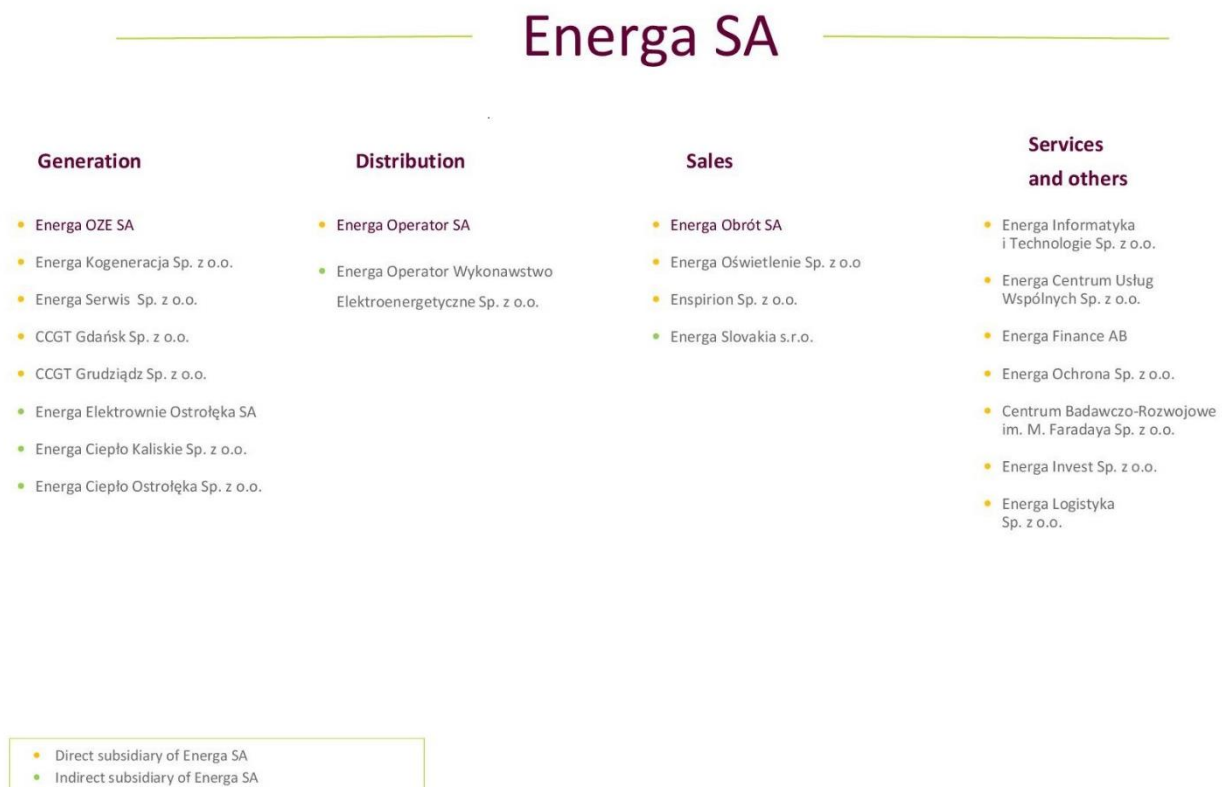 Energa SA
Generation
Energa OZE SA
Energa Kogeneracja Sp. z o.o.
Energa Serwis Sp. z o.o.
CCGT Gdańsk Sp. z o.o.
CCGT Grudziądz Sp. z o.o.
Energa Elektrownie Ostrołęka SA
Energa Ciepło Kaliskie Sp. z o.o.
Energa Ciepło Ostrołęka Sp. z o.o.
Distribution
Energa Operator SA
Energa Operator Wykonawstwo
Elektroenergetyczne Sp. z o.o.
Sales
Energa Obrót SA
Energa Oświetlenie Sp. z o.o
Enspirion Sp. z o.o.
Energa Slovakia s.r.o.
Services
and others
Energa Informatyka
i Technologie Sp. z o.o.
Energa Centrum Usług
Wspólnych Sp. z o.o.
Energa Finance AB
Energa Ochrona Sp. z o.o.
Centrum Badawczo-Rozwojowe
im. M. Faradaya Sp. z o.o.
Energa Invest Sp. z o.o.
Energa Logistyka
Sp. z o.o.
Direct subsidiary of Energa SA
Indirect subsidiary of Energa SA